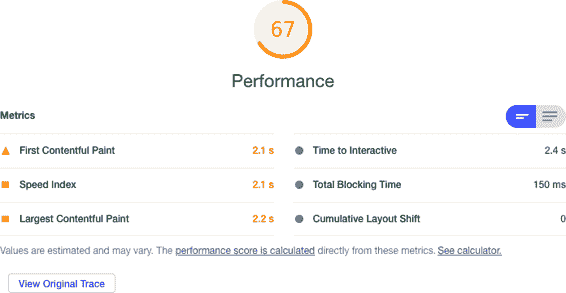 67
Performance
Metrics
First Contentful Paint 2.1 s
Time to Interactive 2.4 s
Speed Index 2.1 s
Total Blocking Time 150 ms
Largest Contentful Paint 2.2 s
Cumulative Layout Shift 0
Values are estimated and may vary. The performance score is calculated directly from these metrics. See calculator.
View Original Trace